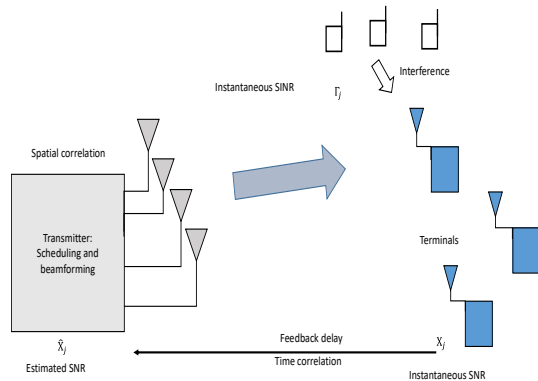 Interference
Instantaneous SINR
Γj
Spatial correlation
Transmitter:
Scheduling and
beamforming
Terminals
X̂j
Feedback delay
Xj
Time correlation
Estimated SNR
Instantaneous SNR